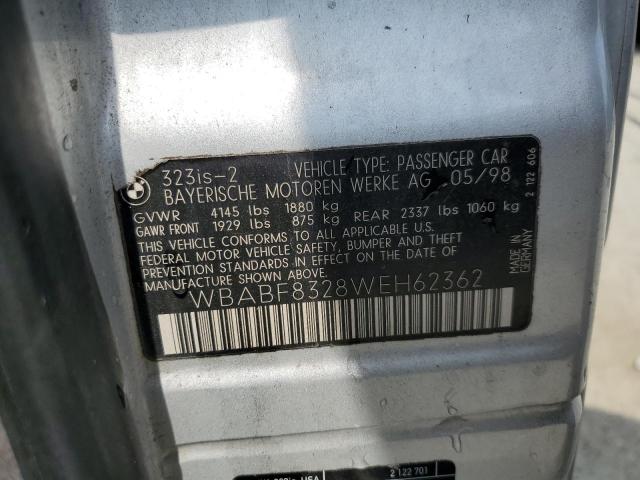 323is-2 VEHICLE TYPE: PASSENGER CAR
BAYERISCHE MOTOREN WERKE AG 05/98
GVWR 4145 lbs 1880 kg
GAWR FRONT 1929 lbs 875 kg REAR 2337 lbs 1060 kg
THIS VEHICLE CONFORMS TO ALL APPLICABLE U.S.
FEDERAL MOTOR VEHICLE SAFETY, BUMPER AND THEFT
PREVENTION STANDARDS IN EFFECT ON THE DATE OF
MANUFACTURE SHOWN ABOVE.
WBABF8328WEH62362
2 122 606
MADE IN
GERMANY
2 122 701
USA